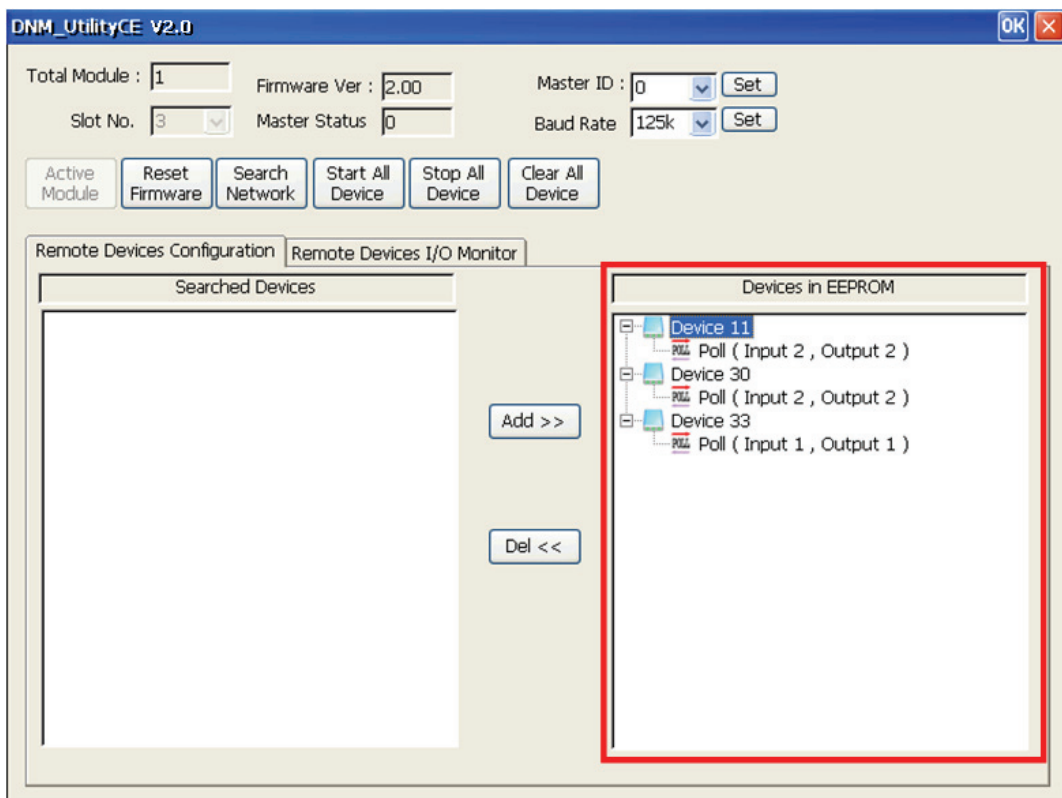 DNM_UtilityCE V2.0 OK
Total Module : 1 Firmware Ver : 2.00 Master ID : 0 Set
Slot No. 3 Master Status 0 Baud Rate 125k Set
Active Module Reset Firmware Search Network Start All Device Stop All Device Clear All Device
Remote Devices Configuration Remote Devices I/O Monitor
Searched Devices Devices in EEPROM
Device 11
POLL Poll ( Input 2 , Output 2 )
Device 30
POLL Poll ( Input 2 , Output 2 )
Device 33
POLL Poll ( Input 1 , Output 1 )
Add >>
Del <<